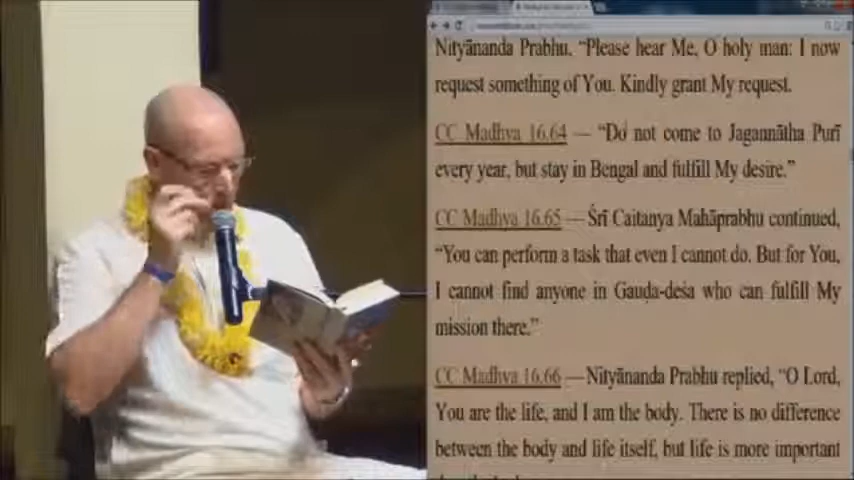 Nityānanda Prabhu, “Please hear Me, O holy man: I now
request something of You. Kindly grant My request.
CC Madhya 16.64 — “Do not come to Jagannātha Purī
every year, but stay in Bengal and fulfill My desire.”
CC Madhya 16.65 — Śrī Caitanya Mahāprabhu continued,
“You can perform a task that even I cannot do. But for You,
I cannot find anyone in Gauḍa-deśa who can fulfill My
mission there.”
CC Madhya 16.66 — Nityānanda Prabhu replied, “O Lord,
You are the life, and I am the body. There is no difference
between the body and life itself, but life is more important